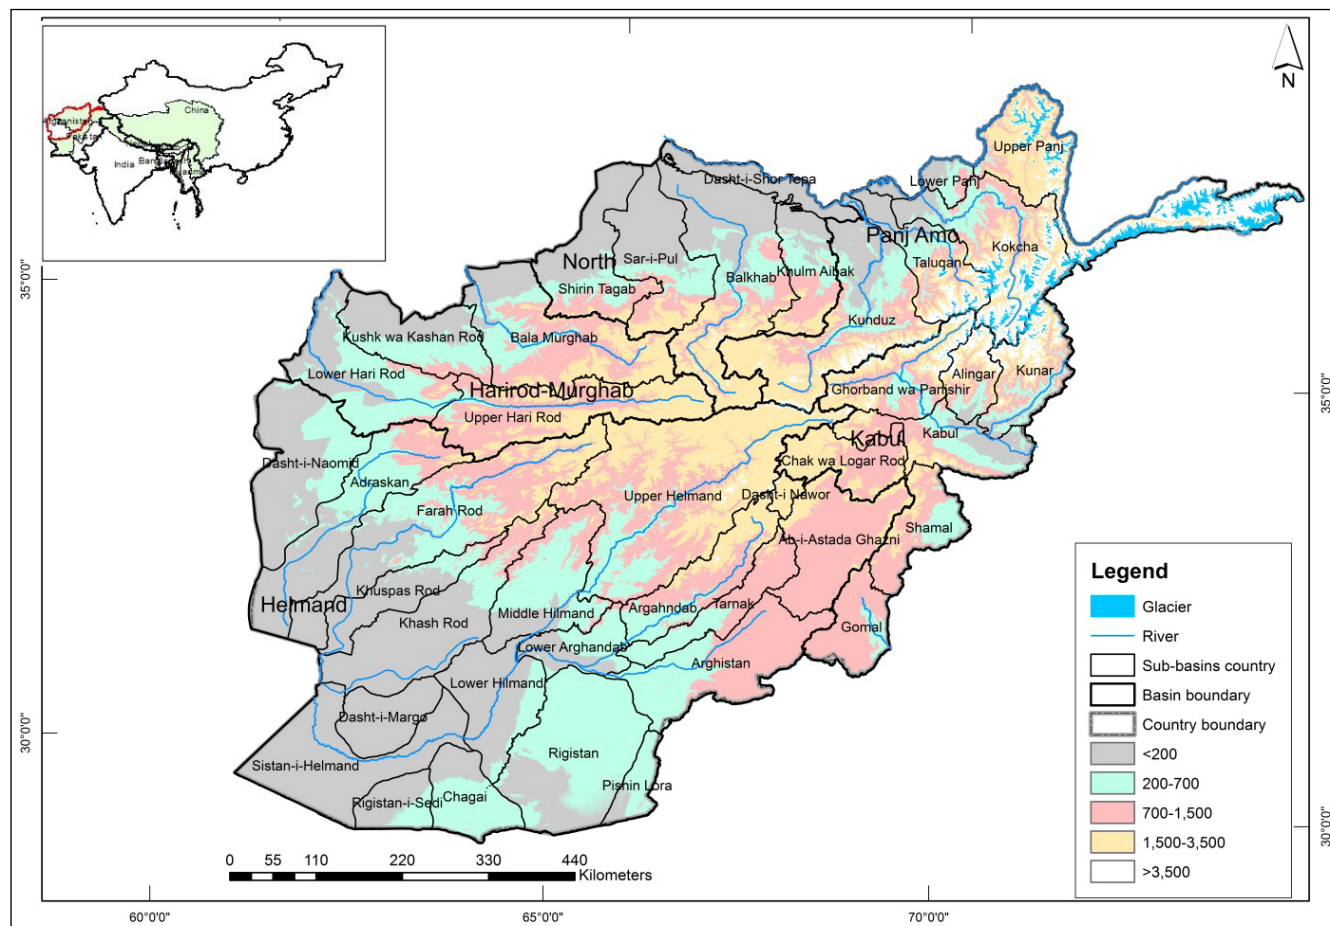 China
India
N
Upper Panj
Dasht-i-Shor Tepa
Lower Panj
Panj Amo
Kokcha
Taluqan
North
Sar-i-Pul
Balkhab
Khulm Aibak
Shirin Tagab
Kunduz
Kushk wa Kashan Rod
Bala Murghab
Lower Hari Rod
Harirod-Murghab
Ghorband wa Panjshir
Alingar
Kunar
Upper Hari Rod
Kabul
Kabul
Dasht-i-Naomid
Chak wa Logar Rod
Adraskan
Upper Helmand
Dasht-i Nawor
Farah Rod
Shamal
Ab-i-Astada Ghazni
Khuspas Rod
Helmand
Khash Rod
Middle Hilmand
Argahndab
Tarnak
Gomal
Lower Arghandab
Arghistan
Lower Hilmand
Dasht-i-Margo
Sistan-i-Helmand
Rigistan
Rigistan-i-Sedi
Chagai
Pishin Lora
Legend
Glacier
River
Sub-basins country
Basin boundary
Country boundary
<200
200-700
700-1,500
1,500-3,500
>3,500
0 55 110 220 330 440
Kilometers
35°0'0"
35°0'0"
30°0'0"
30°0'0"
60°0'0"
65°0'0"
70°0'0"